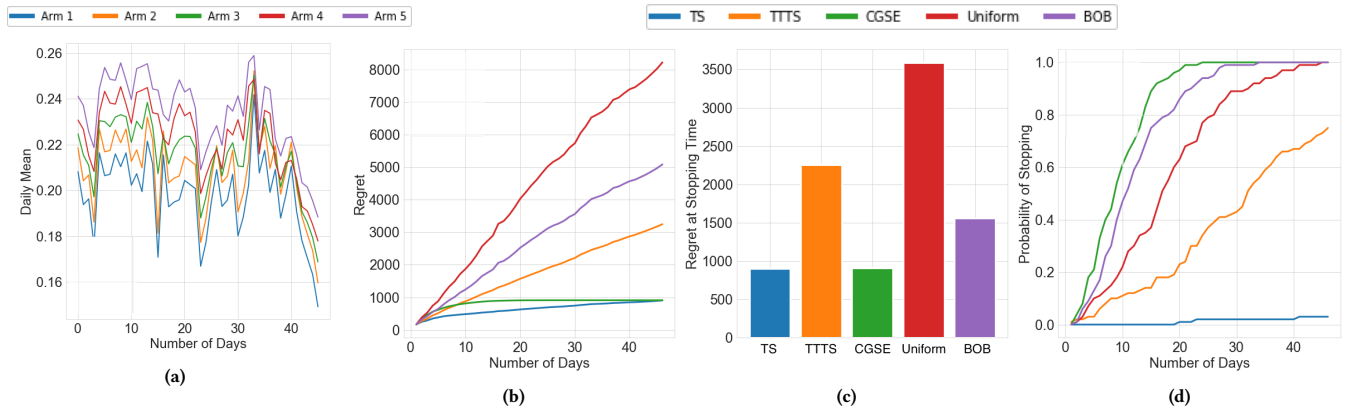 Arm 1 Arm 2 Arm 3 Arm 4 Arm 5
TS TTTS CGSE Uniform BOB
Daily Mean
0.26
0.24
0.22
0.20
0.18
0.16
0 10 20 30 40
Number of Days
(a)
Regret
8000
7000
6000
5000
4000
3000
2000
1000
0
0 10 20 30 40
Number of Days
(b)
Regret at Stopping Time
3500
3000
2500
2000
1500
1000
500
0
TS TTTS CGSE Uniform BOB
(c)
Probability of Stopping
1.0
0.8
0.6
0.4
0.2
0.0
0 10 20 30 40
Number of Days
(d)